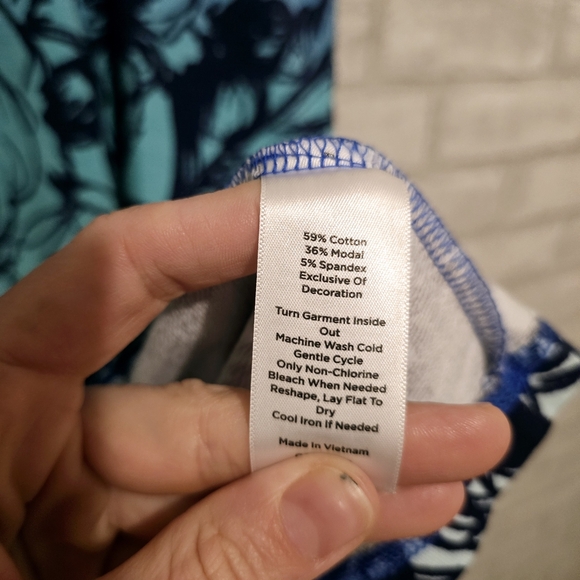 59% Cotton
36% Modal
5% Spandex
Exclusive Of
Decoration
Turn Garment Inside
Out
Machine Wash Cold
Gentle Cycle
Only Non-Chlorine
Bleach When Needed
Reshape, Lay Flat To
Dry
Cool Iron If Needed
Made In Vietnam